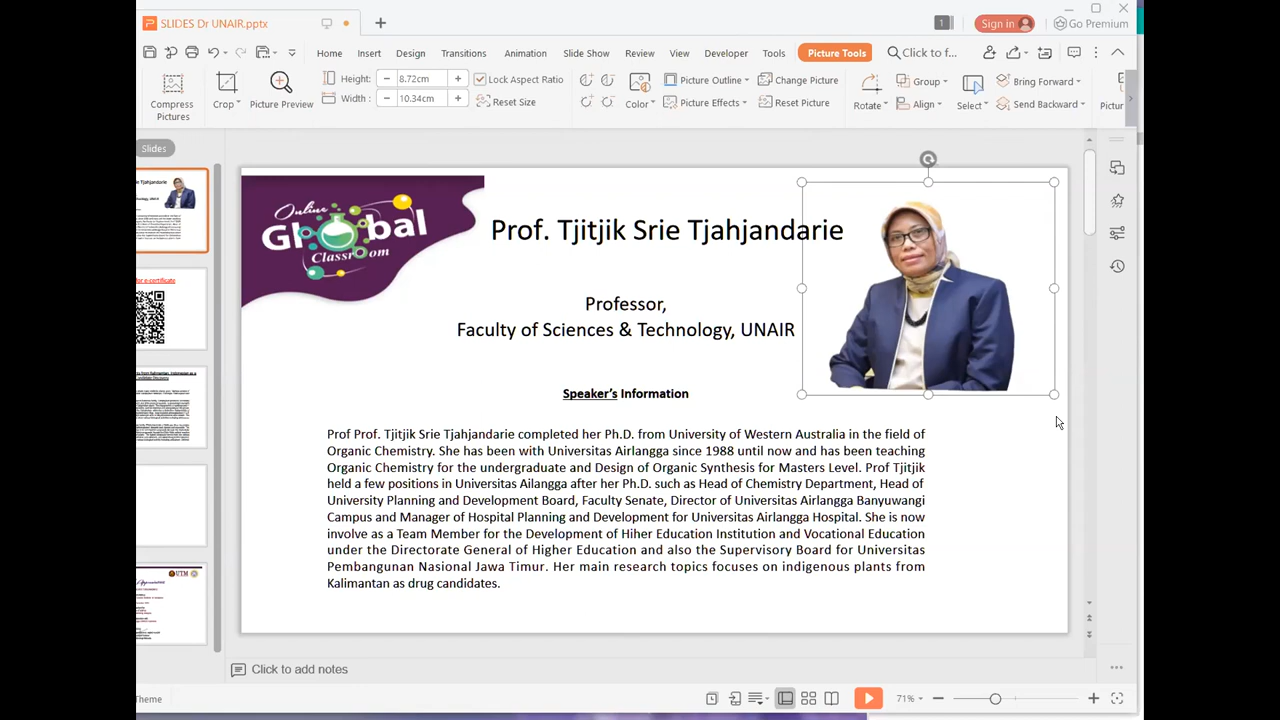 SLIDES Dr UNAIR.pptx
1
Sign in
Go Premium
Home Insert Design Transitions Animation Slide Show Review View Developer Tools Picture Tools Click to f...
Compress Pictures
Crop
Picture Preview
Height: 8.72cm
Width : 10.34cm
Lock Aspect Ratio
Reset Size
Color
Picture Outline
Change Picture
Picture Effects
Reset Picture
Rotate
Group
Align
Select
Bring Forward
Send Backward
Pictur
Slides
Online
Global
Classroom
Prof. Tjitjik Srie Tjahjandarie
Professor,
Faculty of Sciences & Technology, UNAIR
Speaker's Information
Prof Prof. Tjitjik Srie Tjahjandarie completed her Ph.D. from University of Western Australia in the field of
Organic Chemistry. She has been with Universitas Airlangga since 1988 until now and has been teaching
Organic Chemistry for the undergraduate and Design of Organic Synthesis for Masters Level. Prof Tjitjik
held a few positions in Universitas Ailangga after her Ph.D. such as Head of Chemistry Department, Head of
University Planning and Development Board, Faculty Senate, Director of Universitas Airlangga Banyuwangi
Campus and Manager of Hospital Planning and Development for Universitas Airlangga Hospital. She is now
involve as a Team Member for the Development of Hiher Education Institution and Vocational Education
under the Directorate General of Higher Education and also the Supervisory Board for Universitas
Pembangunan Nasional Jawa Timur. Her main research topics focuses on indigenous plants from
Kalimantan as drug candidates.
Click to add notes
Theme
71%